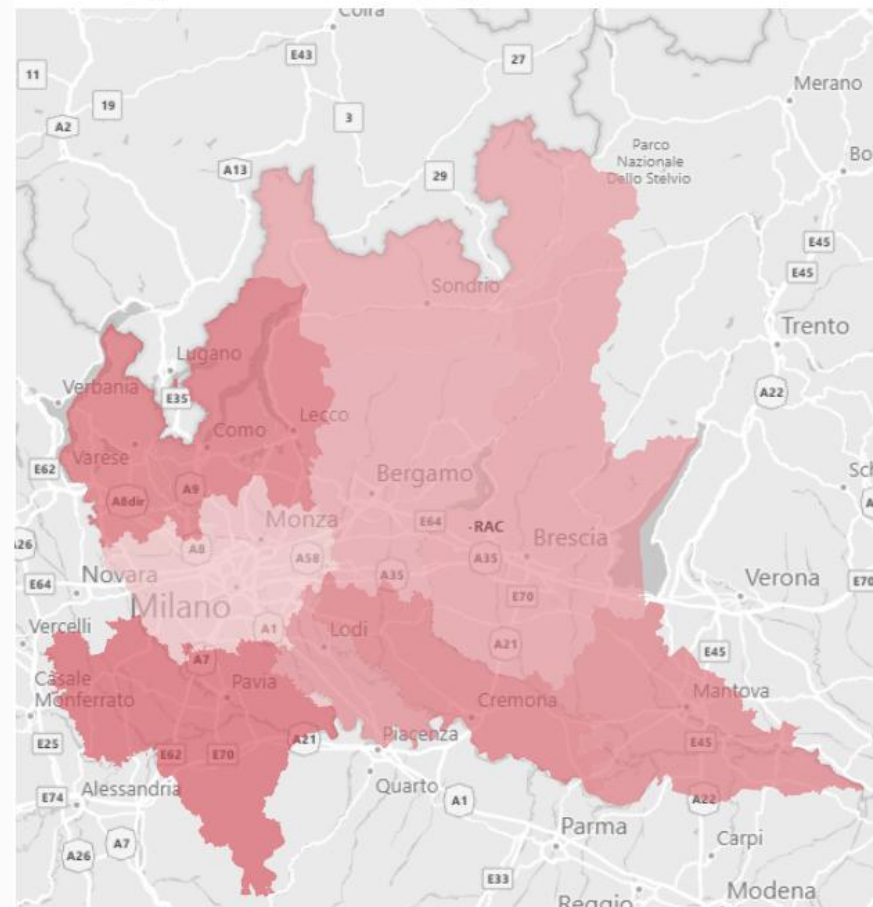 Coira
E43
27
11
19
3
Merano
A2
Parco
Nazionale
Dello Stelvio
A13
29
Bo
E45
Sondrio
E45
Trento
Lugano
Verbania
E35
A22
Lecco
Como
Varese
E62
Bergamo
A8dir
A9
Sch
Monza
E64
-RAC
A26
A8
A58
A35
A35
Brescia
E64
Novara
E70
Verona
E70
Milano
Vercelli
A1
Lodi
A21
E45
A7
Casale
Monferrato
Pavia
Cremona
Mantova
E25
E62
E70
A21
Piacenza
E45
E74
Alessandria
Quarto
A1
A22
A26
A7
Parma
Carpi
E33
Reggio
Modena